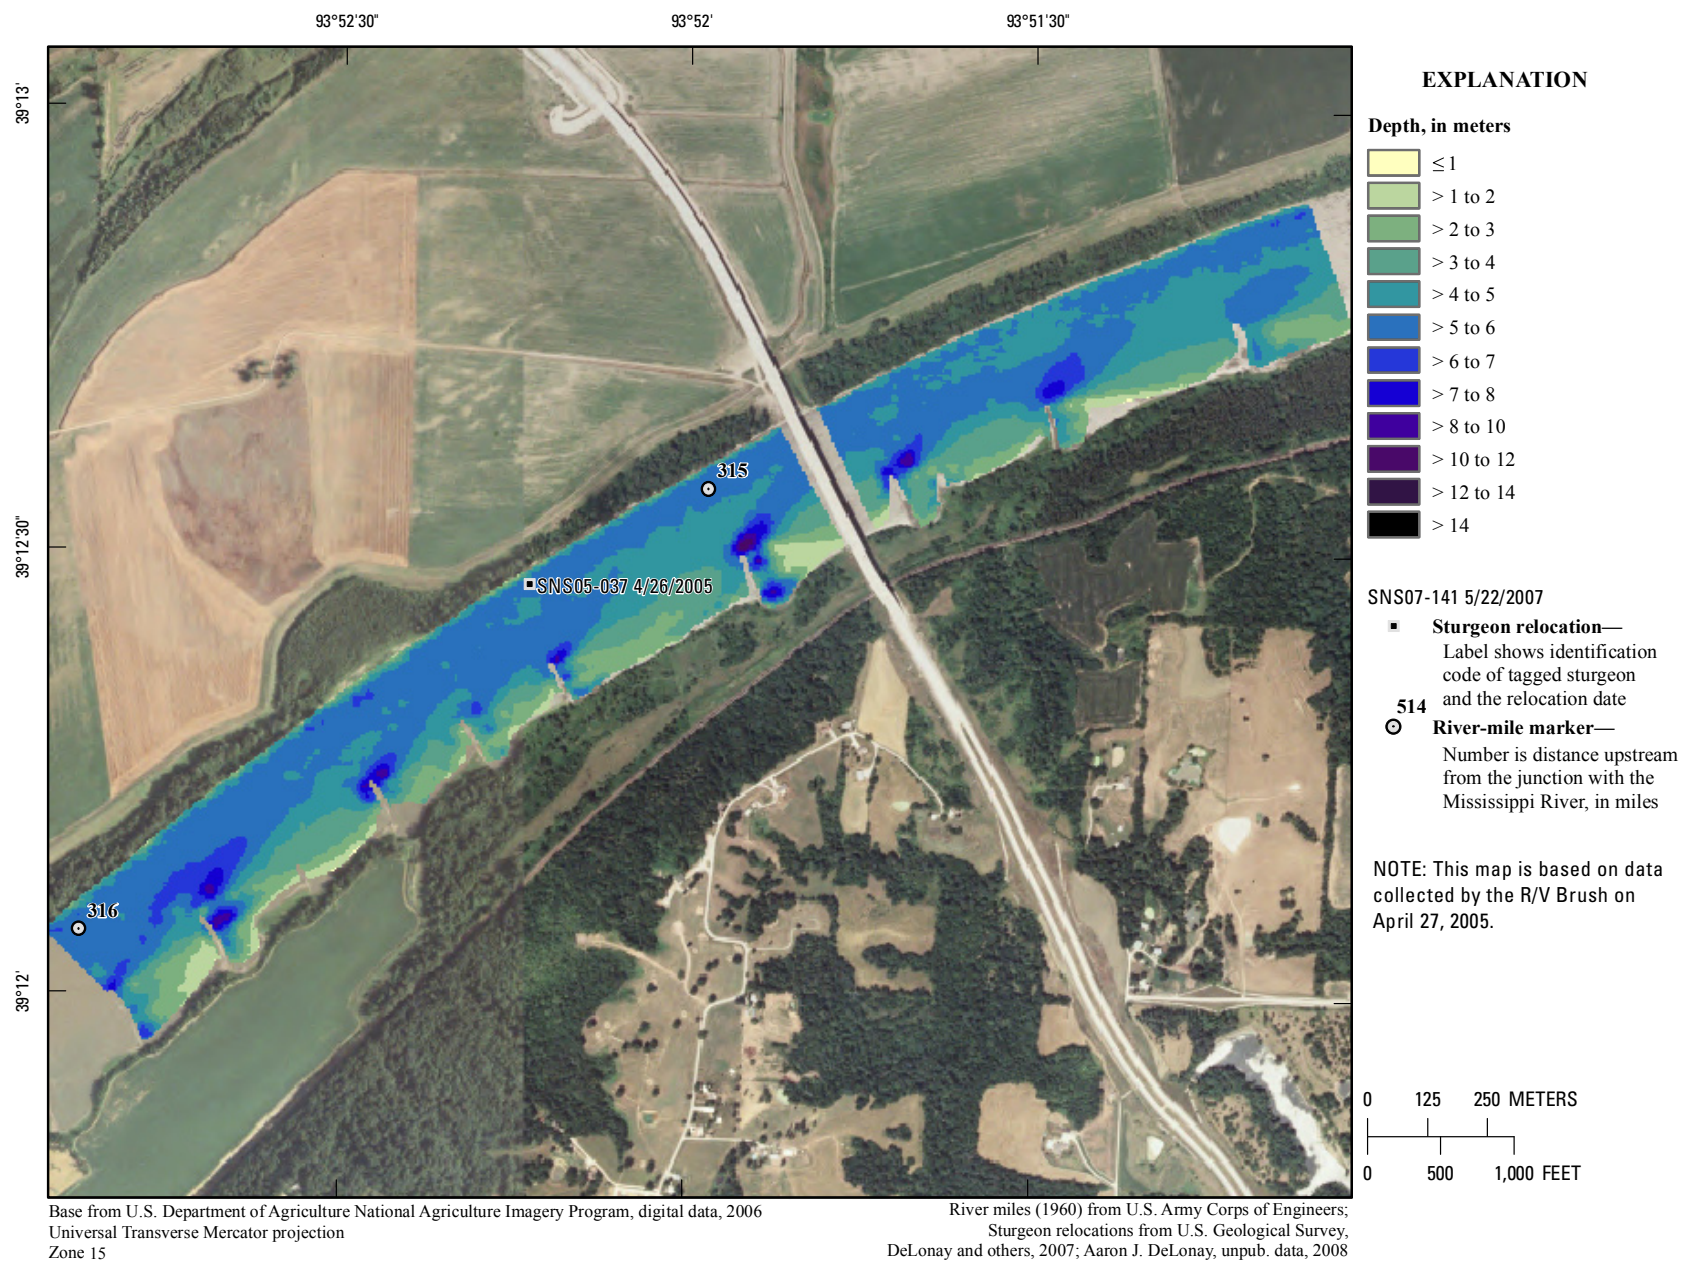 93°52'30"
93°52'
93°51'30"
39°13'
39°12'30"
39°12'
315
SNS05-037 4/26/2005
316
EXPLANATION
Depth, in meters
≤ 1
> 1 to 2
> 2 to 3
> 3 to 4
> 4 to 5
> 5 to 6
> 6 to 7
> 7 to 8
> 8 to 10
> 10 to 12
> 12 to 14
> 14
SNS07-141 5/22/2007
Sturgeon relocation—
Label shows identification
code of tagged sturgeon
and the relocation date
514
River-mile marker—
Number is distance upstream
from the junction with the
Mississippi River, in miles
NOTE: This map is based on data
collected by the R/V Brush on
April 27, 2005.
0 125 250 METERS
0 500 1,000 FEET
Base from U.S. Department of Agriculture National Agriculture Imagery Program, digital data, 2006
Universal Transverse Mercator projection
Zone 15
River miles (1960) from U.S. Army Corps of Engineers;
Sturgeon relocations from U.S. Geological Survey,
DeLonay and others, 2007; Aaron J. DeLonay, unpub. data, 2008